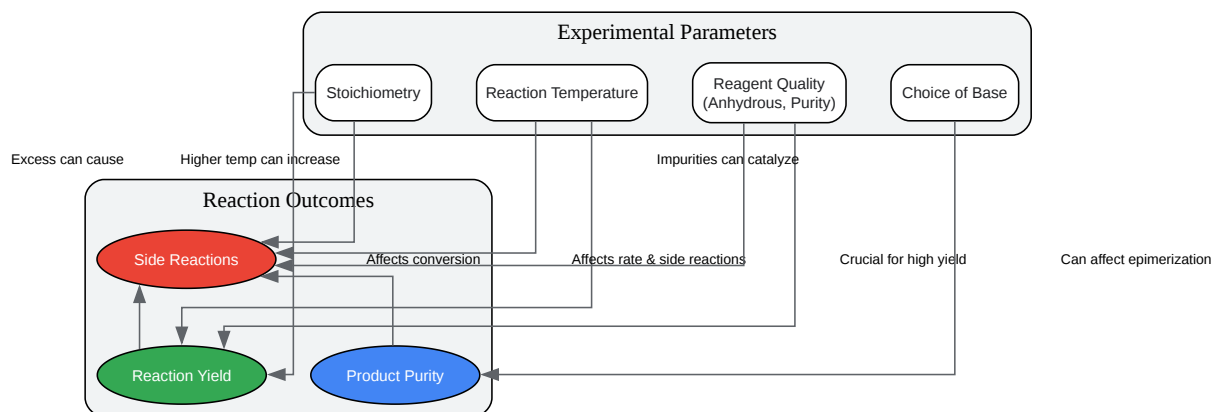 Experimental Parameters
Stoichiometry
Reaction Temperature
Reagent Quality
(Anhydrous, Purity)
Choice of Base
Excess can cause
Higher temp can increase
Impurities can catalyze
Reaction Outcomes
Side Reactions
Affects conversion
Affects rate & side reactions
Crucial for high yield
Can affect epimerization
Reaction Yield
Product Purity